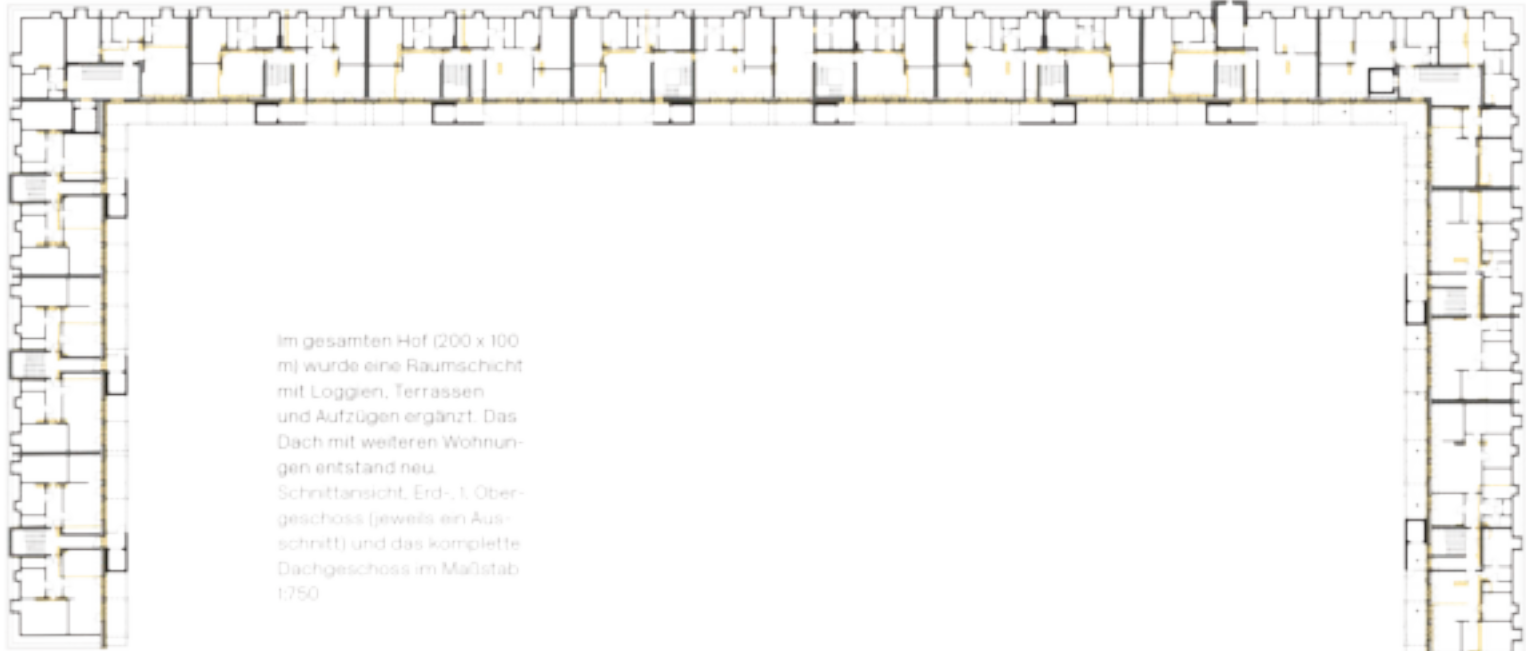 Im gesamten Hof (200 x 100
m) wurde eine Raumschicht
mit Loggien, Terrassen
und Aufzügen ergänzt. Das
Dach mit weiteren Wohnun-
gen entstand neu.
Schnittansicht, Erd-, 1. Ober-
geschoss (jeweils ein Aus-
schnitt) und das komplette
Dachgeschoss im Maßstab
1:750